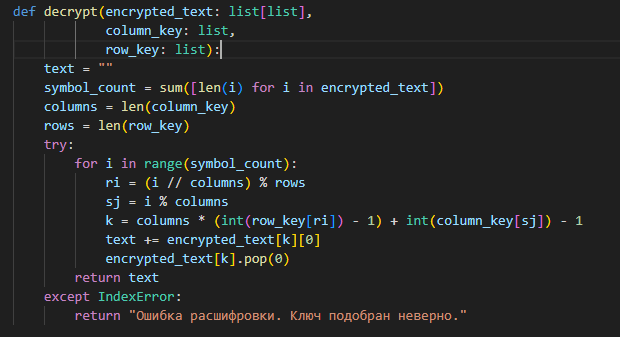 def decrypt(encrypted_text: list[list],
            column_key: list,
            row_key: list):
    text = ""
    symbol_count = sum([len(i) for i in encrypted_text])
    columns = len(column_key)
    rows = len(row_key)
    try:
        for i in range(symbol_count):
            ri = (i // columns) % rows
            sj = i % columns
            k = columns * (int(row_key[ri]) - 1) + int(column_key[sj]) - 1
            text += encrypted_text[k][0]
            encrypted_text[k].pop(0)
        return text
    except IndexError:
        return "Ошибка расшифровки. Ключ подобран неверно."